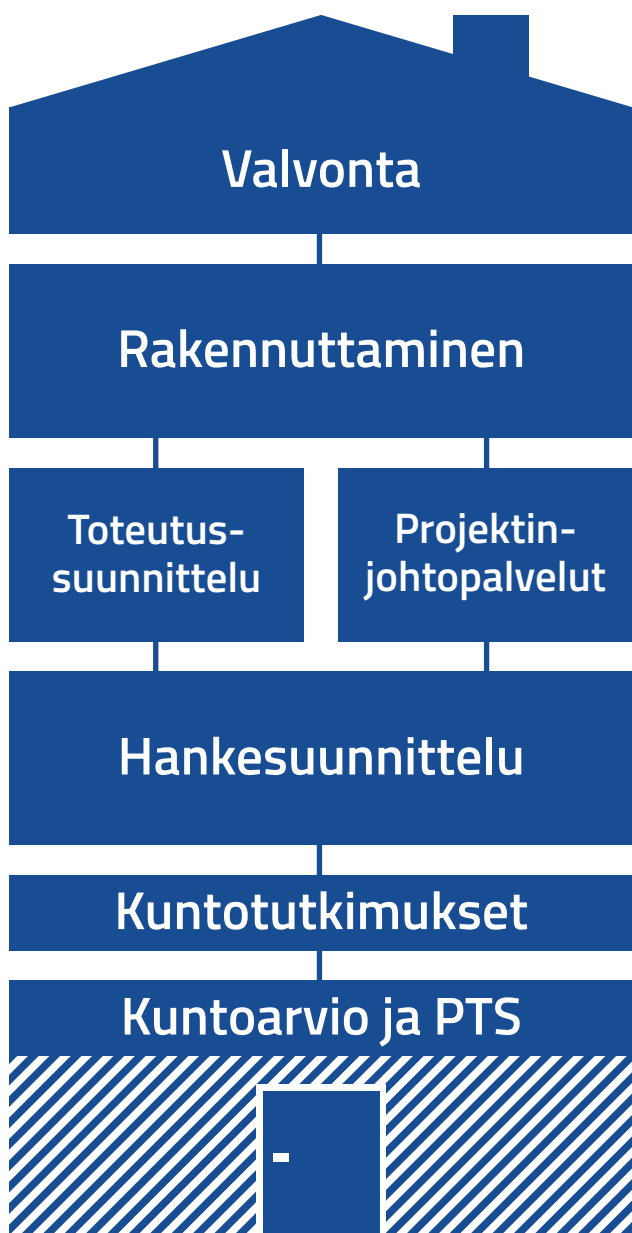 Valvonta
Rakennuttaminen
Toteutus-
suunnittelu
Projektin-
johtopalvelut
Hankesuunnittelu
Kuntotutkimukset
Kuntoarvio ja PTS